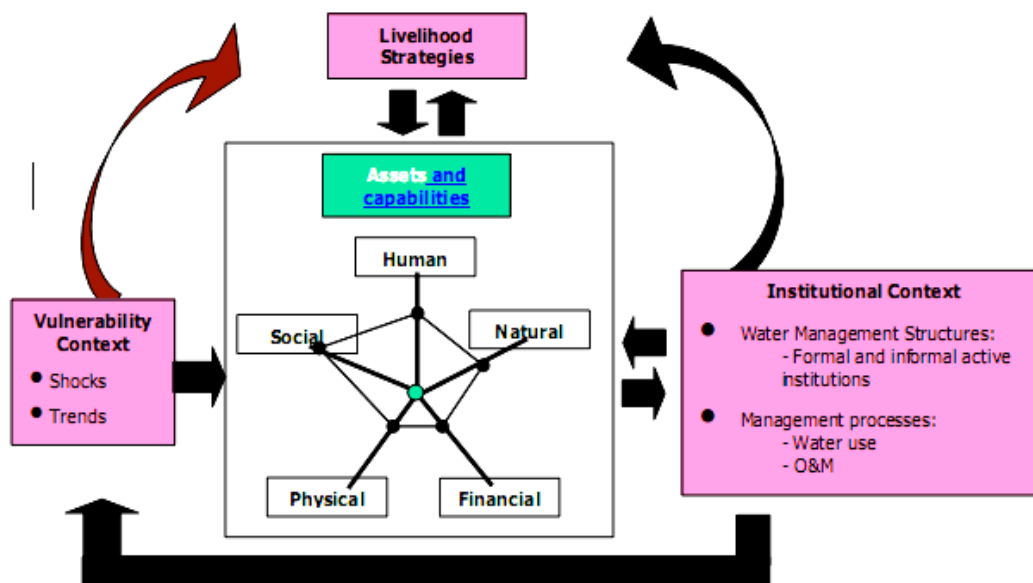 Livelihood
Strategies
Assets and
capabilities
Human
Social
Natural
Physical
Financial
Vulnerability
Context
● Shocks
● Trends
Institutional Context
● Water Management Structures:
- Formal and informal active
institutions
● Management processes:
- Water use
- O&M